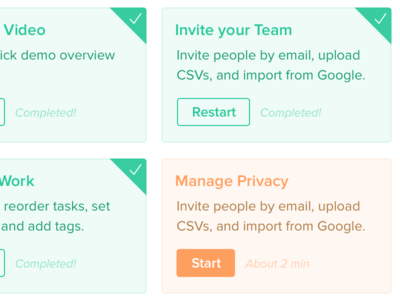 Video
ick demo overview
Completed!
Invite your Team
Invite people by email, upload
CSVs, and import from Google.
Restart
Completed!
Work
reorder tasks, set
and add tags.
Completed!
Manage Privacy
Invite people by email, upload
CSVs, and import from Google.
Start
About 2 min